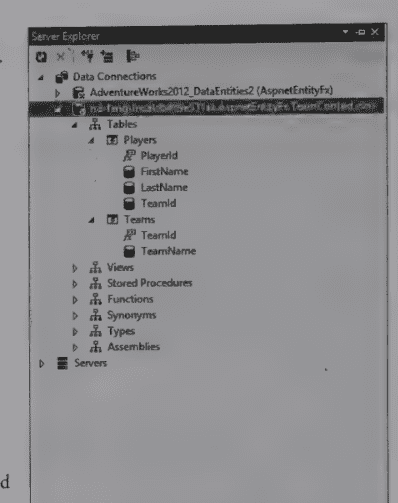 Server Explorer
Data Connections
AdventureWorks2012_DataEntities2 (AspnetEntityFx)
Tables
Players
PlayerId
FirstName
LastName
TeamId
Teams
TeamId
TeamName
Views
Stored Procedures
Functions
Synonyms
Types
Assemblies
Servers
d